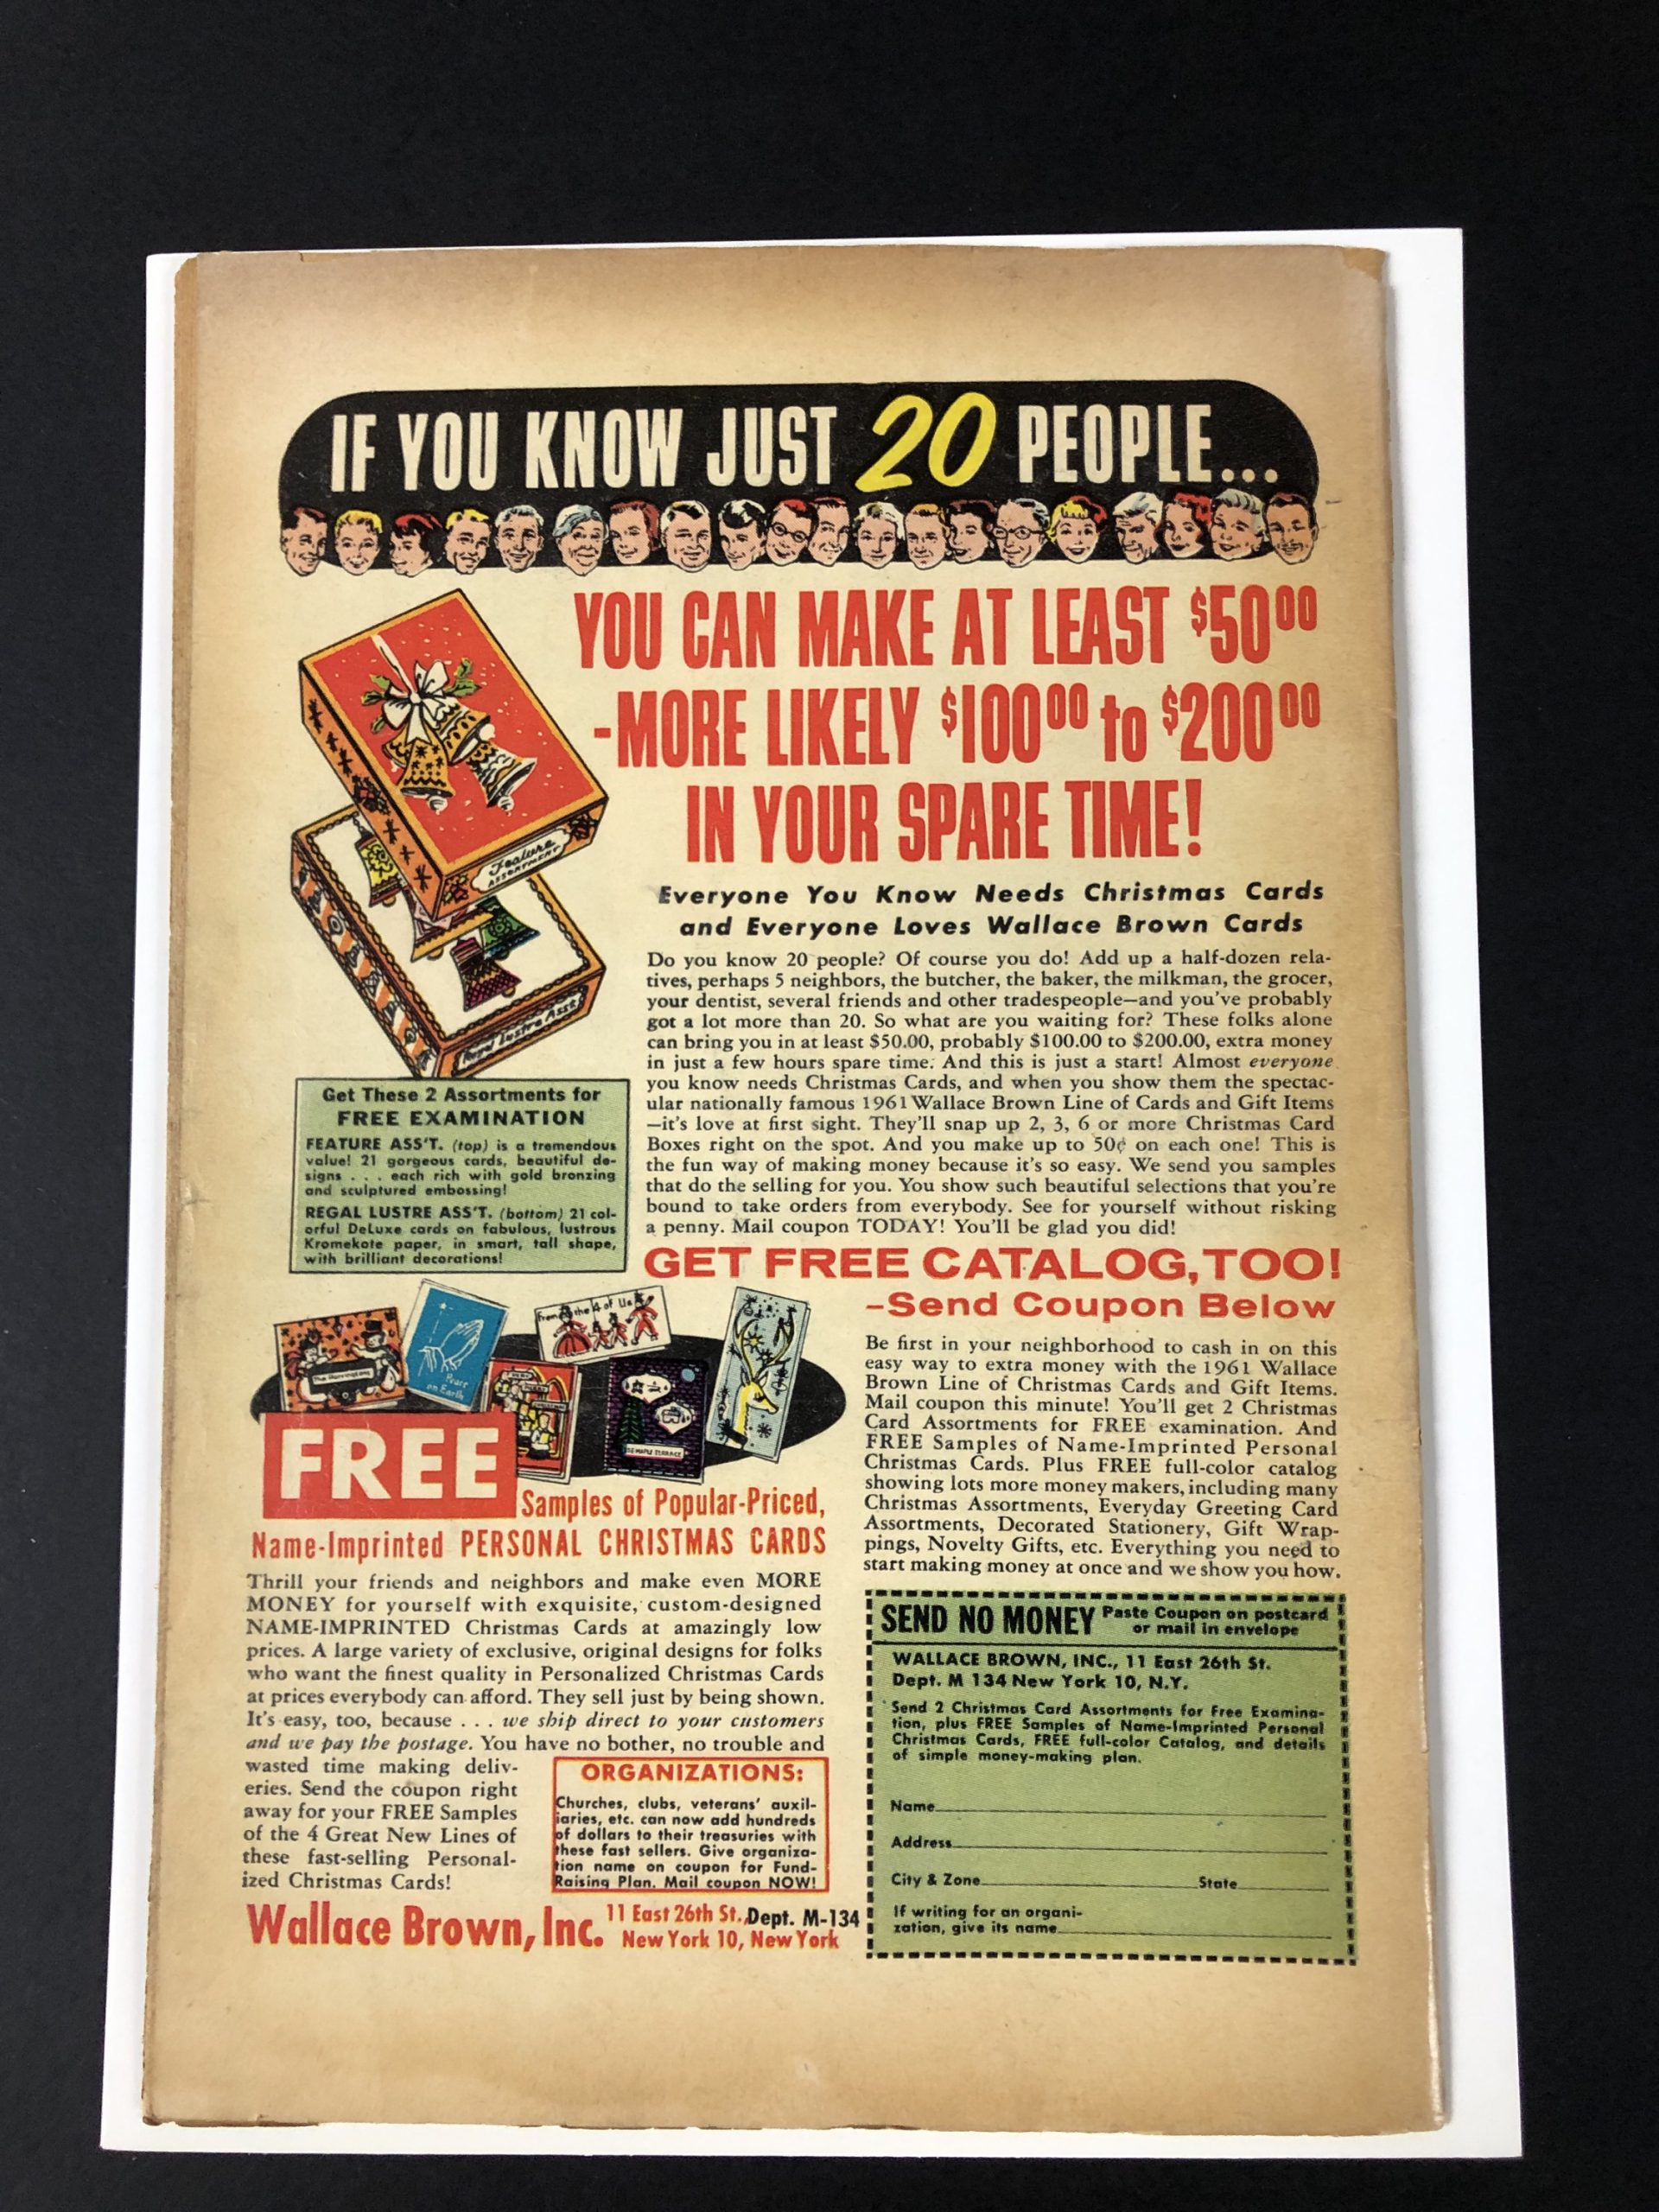 IF YOU KNOW JUST 20 PEOPLE...
YOU CAN MAKE AT LEAST $50.00
-MORE LIKELY $100.00 to $200.00
IN YOUR SPARE TIME!
Feature
ASSORTMENT
Regal Lustre Asst.
Everyone You Know Needs Christmas Cards
and Everyone Loves Wallace Brown Cards
Do you know 20 people? Of course you do! Add up a half-dozen rela-
tives, perhaps 5 neighbors, the butcher, the baker, the milkman, the grocer,
your dentist, several friends and other tradespeople—and you've probably
got a lot more than 20. So what are you waiting for? These folks alone
can bring you in at least $50.00, probably $100.00 to $200.00, extra money
in just a few hours spare time. And this is just a start! Almost everyone
you know needs Christmas Cards, and when you show them the spectac-
ular nationally famous 1961 Wallace Brown Line of Cards and Gift Items
—it's love at first sight. They'll snap up 2, 3, 6 or more Christmas Card
Boxes right on the spot. And you make up to 50¢ on each one! This is
the fun way of making money because it's so easy. We send you samples
that do the selling for you. You show such beautiful selections that you're
bound to take orders from everybody. See for yourself without risking
a penny. Mail coupon TODAY! You'll be glad you did!
Get These 2 Assortments for
FREE EXAMINATION
FEATURE ASS'T. (top) is a tremendous
value! 21 gorgeous cards, beautiful de-
signs . . . each rich with gold bronzing
and sculptured embossing!
REGAL LUSTRE ASS'T. (bottom) 21 col-
orful DeLuxe cards on fabulous, lustrous
Kromekote paper, in smart, tall shape,
with brilliant decorations!
GET FREE CATALOG, TOO!
–Send Coupon Below
Be first in your neighborhood to cash in on this
easy way to extra money with the 1961 Wallace
Brown Line of Christmas Cards and Gift Items.
Mail coupon this minute! You'll get 2 Christmas
Card Assortments for FREE examination. And
FREE Samples of Name-Imprinted Personal
Christmas Cards. Plus FREE full-color catalog
showing lots more money makers, including many
Christmas Assortments, Everyday Greeting Card
Assortments, Decorated Stationery, Gift Wrap-
pings, Novelty Gifts, etc. Everything you need to
start making money at once and we show you how.
Peace
on Earth
From the 4 of Us
MAPLE TERRACE
FREE
Samples of Popular-Priced,
Name-Imprinted PERSONAL CHRISTMAS CARDS
Thrill your friends and neighbors and make even MORE
MONEY for yourself with exquisite, custom-designed
NAME-IMPRINTED Christmas Cards at amazingly low
prices. A large variety of exclusive, original designs for folks
who want the finest quality in Personalized Christmas Cards
at prices everybody can afford. They sell just by being shown.
It's easy, too, because . . . we ship direct to your customers
and we pay the postage. You have no bother, no trouble and
wasted time making deliv-
eries. Send the coupon right
away for your FREE Samples
of the 4 Great New Lines of
these fast-selling Personal-
ized Christmas Cards!
ORGANIZATIONS:
Churches, clubs, veterans' auxil-
iaries, etc. can now add hundreds
of dollars to their treasuries with
these fast sellers. Give organiza-
tion name on coupon for Fund-
Raising Plan. Mail coupon NOW!
Wallace Brown, Inc. 11 East 26th St., Dept. M-134
New York 10, New York
SEND NO MONEY Paste Coupon on postcard
or mail in envelope
WALLACE BROWN, INC., 11 East 26th St.
Dept. M 134 New York 10, N.Y.
Send 2 Christmas Card Assortments for Free Examina-
tion, plus FREE Samples of Name-Imprinted Personal
Christmas Cards, FREE full-color Catalog, and details
of simple money-making plan.
Name
Address
City & Zone State
If writing for an organi-
zation, give its name